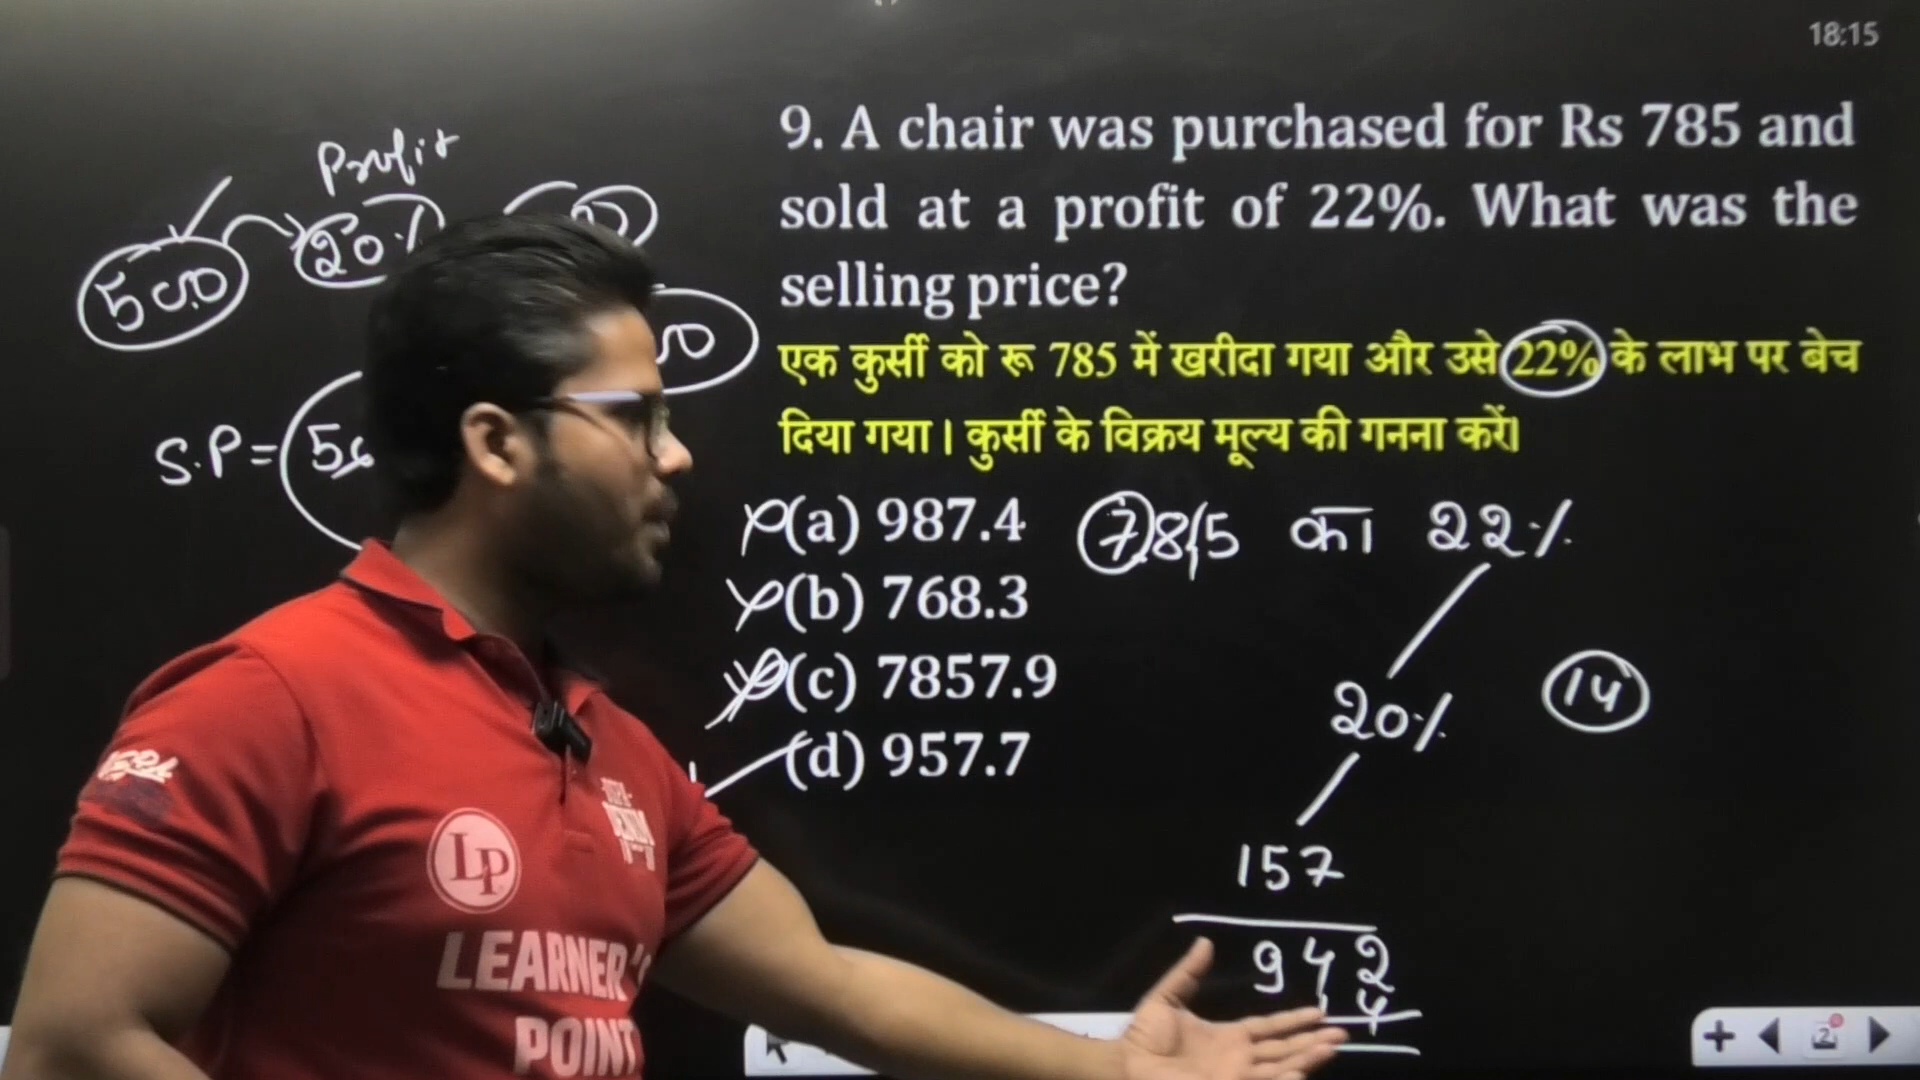 18:15
9. A chair was purchased for Rs 785 and
sold at a profit of 22%. What was the
selling price?
एक कुर्सी को रू 785 में खरीदा गया और उसे 22% के लाभ पर बेच
दिया गया। कुर्सी के विक्रय मूल्य की गनना करें।
(a) 987.4
(b) 768.3
(c) 7857.9
(d) 957.7
Profit
500
20%
S.P=
785 का 22%
20%
14
157
942
LP
LEARNER'S
POINT
2